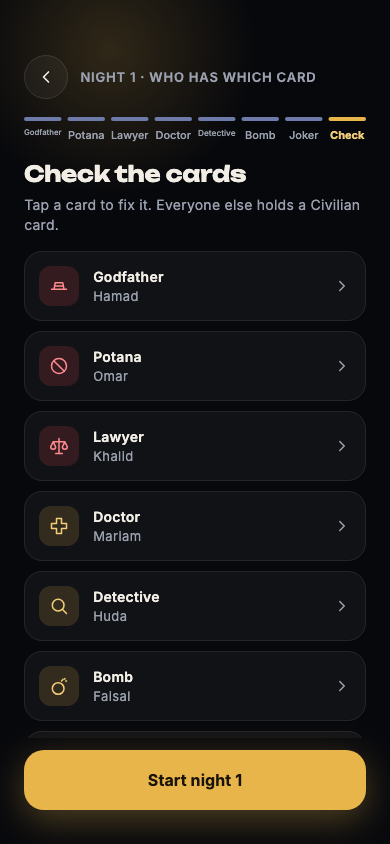 NIGHT 1 · WHO HAS WHICH CARD
Godfather Potana Lawyer Doctor Detective Bomb Joker Check
Check the cards
Tap a card to fix it. Everyone else holds a Civilian
card.
Godfather
Hamad
Potana
Omar
Lawyer
Khalid
Doctor
Mariam
Detective
Huda
Bomb
Faisal
Start night 1